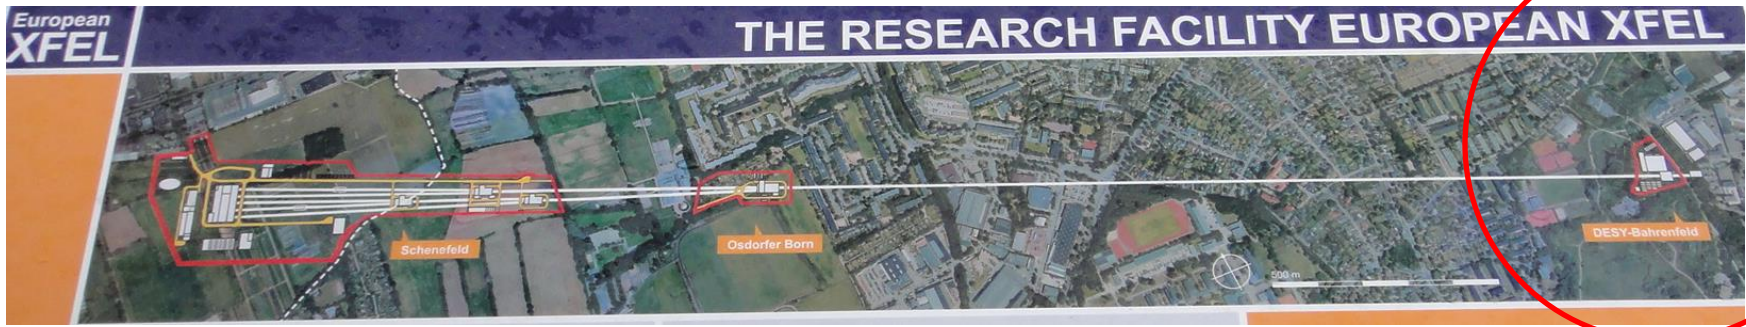 European
XFEL
THE RESEARCH FACILITY EUROPEAN XFEL
Schenefeld
Osdorfer Born
DESY-Bahrenfeld
500 m